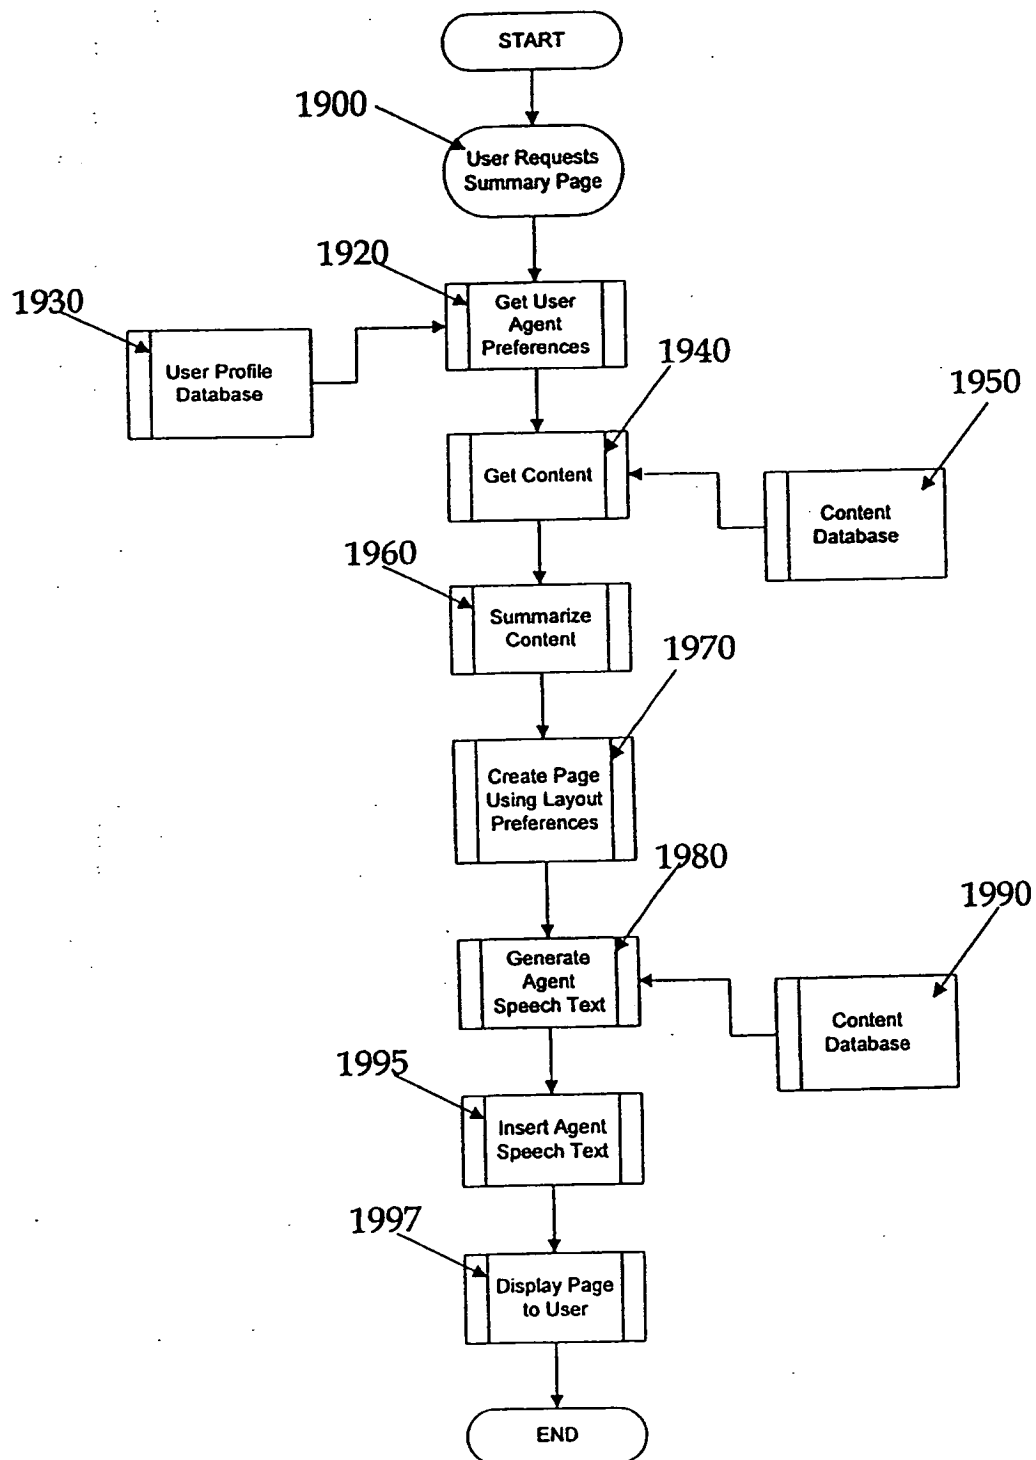 START
1900
User Requests
Summary Page
1920
Get User
Agent
Preferences
1930
User Profile
Database
1940
Get Content
1950
Content
Database
1960
Summarize
Content
1970
Create Page
Using Layout
Preferences
1980
Generate
Agent
Speech Text
1990
Content
Database
1995
Insert Agent
Speech Text
1997
Display Page
to User
END